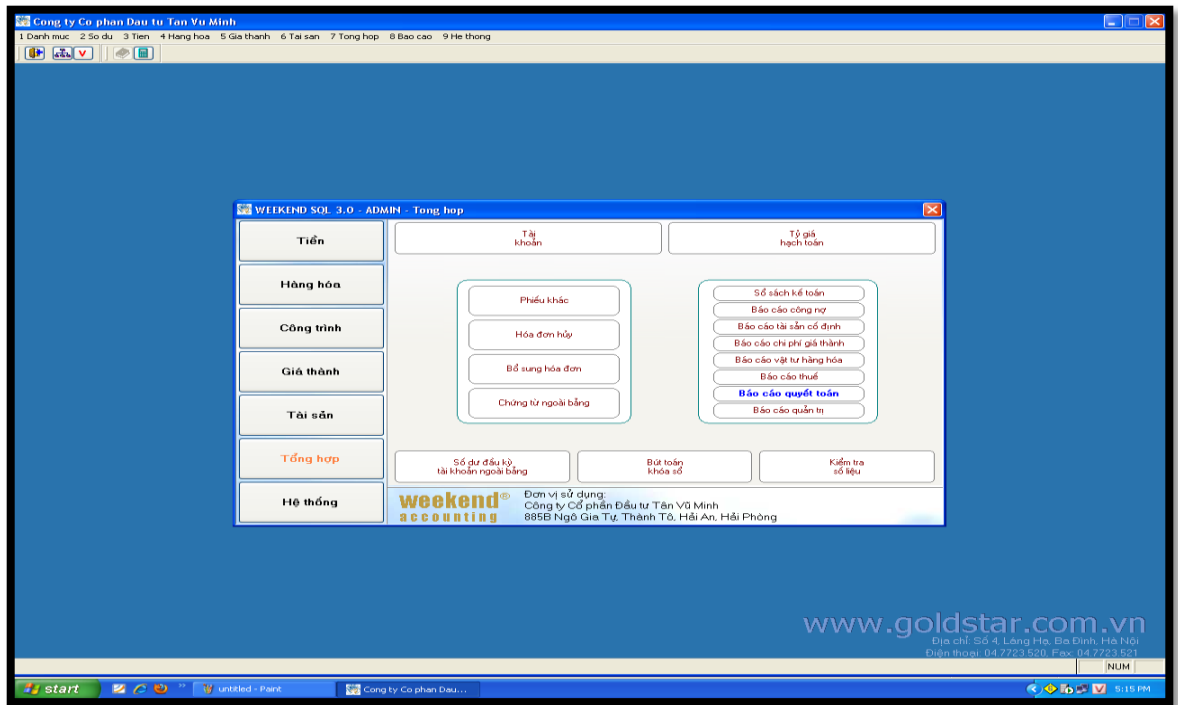 Cong ty Co phan Dau tu Tan Vu Minh
1 Danh muc 2 So du 3 Tien 4 Hang hoa 5 Gia thanh 6 Tai san 7 Tong hop 8 Bao cao 9 He thong
WEEKEND SQL 3.0 - ADMIN - Tong hop
Tiền
Hàng hóa
Công trình
Giá thành
Tài sản
Tổng hợp
Hệ thống
Tài
khoản
Tỷ giá
hạch toán
Phiếu khác
Hóa đơn hủy
Bổ sung hóa đơn
Chứng từ ngoài bảng
Sổ sách kế toán
Báo cáo công nợ
Báo cáo tài sản cố định
Báo cáo chi phí giá thành
Báo cáo vật tư hàng hóa
Báo cáo thuế
Báo cáo quyết toán
Báo cáo quản trị
Số dư đầu kỳ
tài khoản ngoài bảng
Bút toán
khóa sổ
Kiểm tra
số liệu
weekend®
accounting
Đơn vị sử dụng:
Công ty Cổ phần Đầu tư Tân Vũ Minh
885B Ngô Gia Tự, Thành Tô, Hải An, Hải Phòng
www.goldstar.com.vn
Địa chỉ: Số 4, Láng Hạ, Ba Đình, Hà Nội
Điện thoại: 04.7723 520, Fax: 04.7723 521
NUM
start
untitled - Paint
Cong ty Co phan Dau...
V
5:15 PM